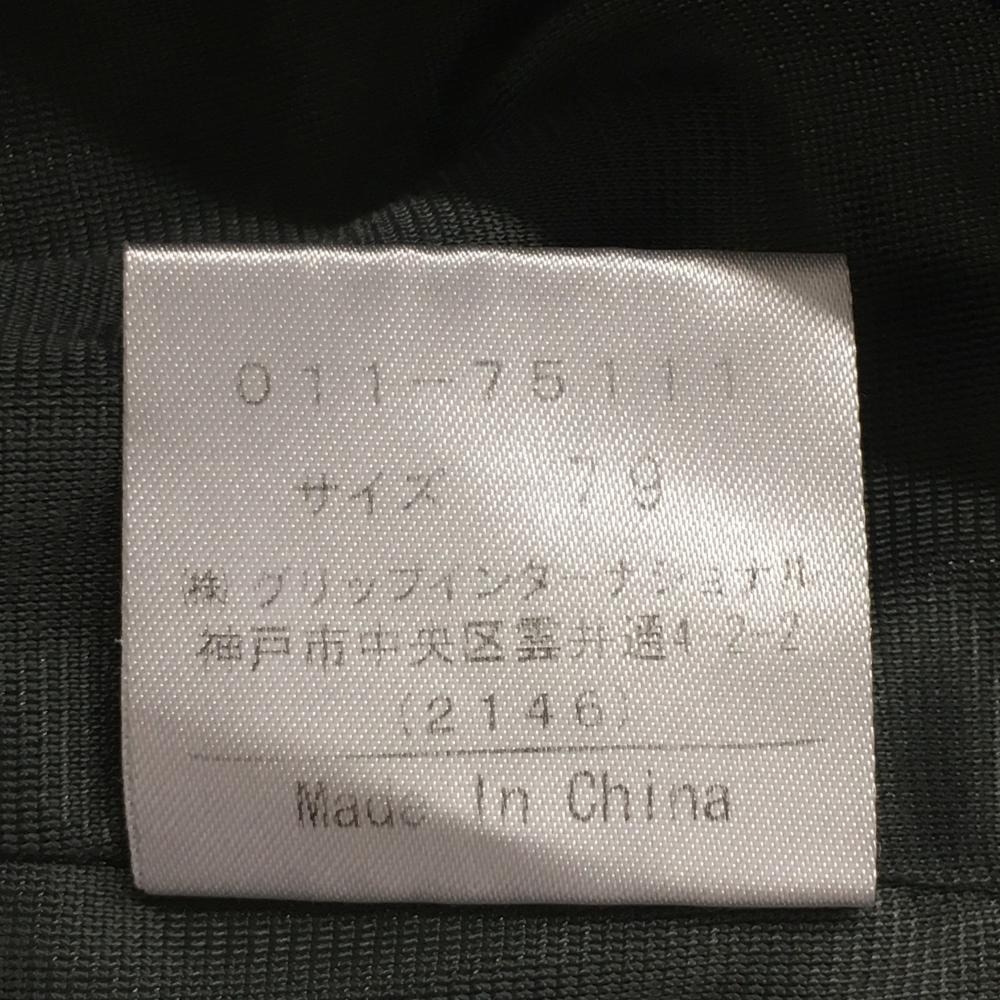 011-75111
サイズ 79
㈱グリップインターナショナル
神戸市中央区雲井通4-2-2
(2146)
Made In China